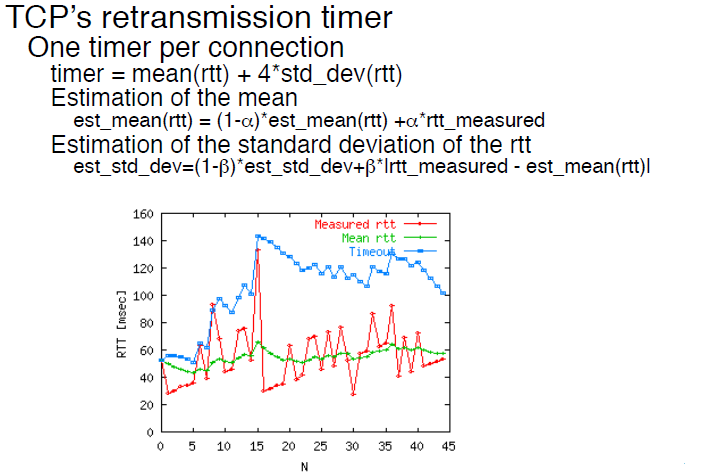 TCP's retransmission timer
One timer per connection
timer = mean(rtt) + 4*std_dev(rtt)
Estimation of the mean
est_mean(rtt) = (1-α)*est_mean(rtt) +α*rtt_measured
Estimation of the standard deviation of the rtt
est_std_dev=(1-β)*est_std_dev+β*|rtt_measured - est_mean(rtt)|
160
140
120
100
80
60
40
20
0
RTT [msec]
Measured rtt
Mean rtt
Timeout
0 5 10 15 20 25 30 35 40 45
N